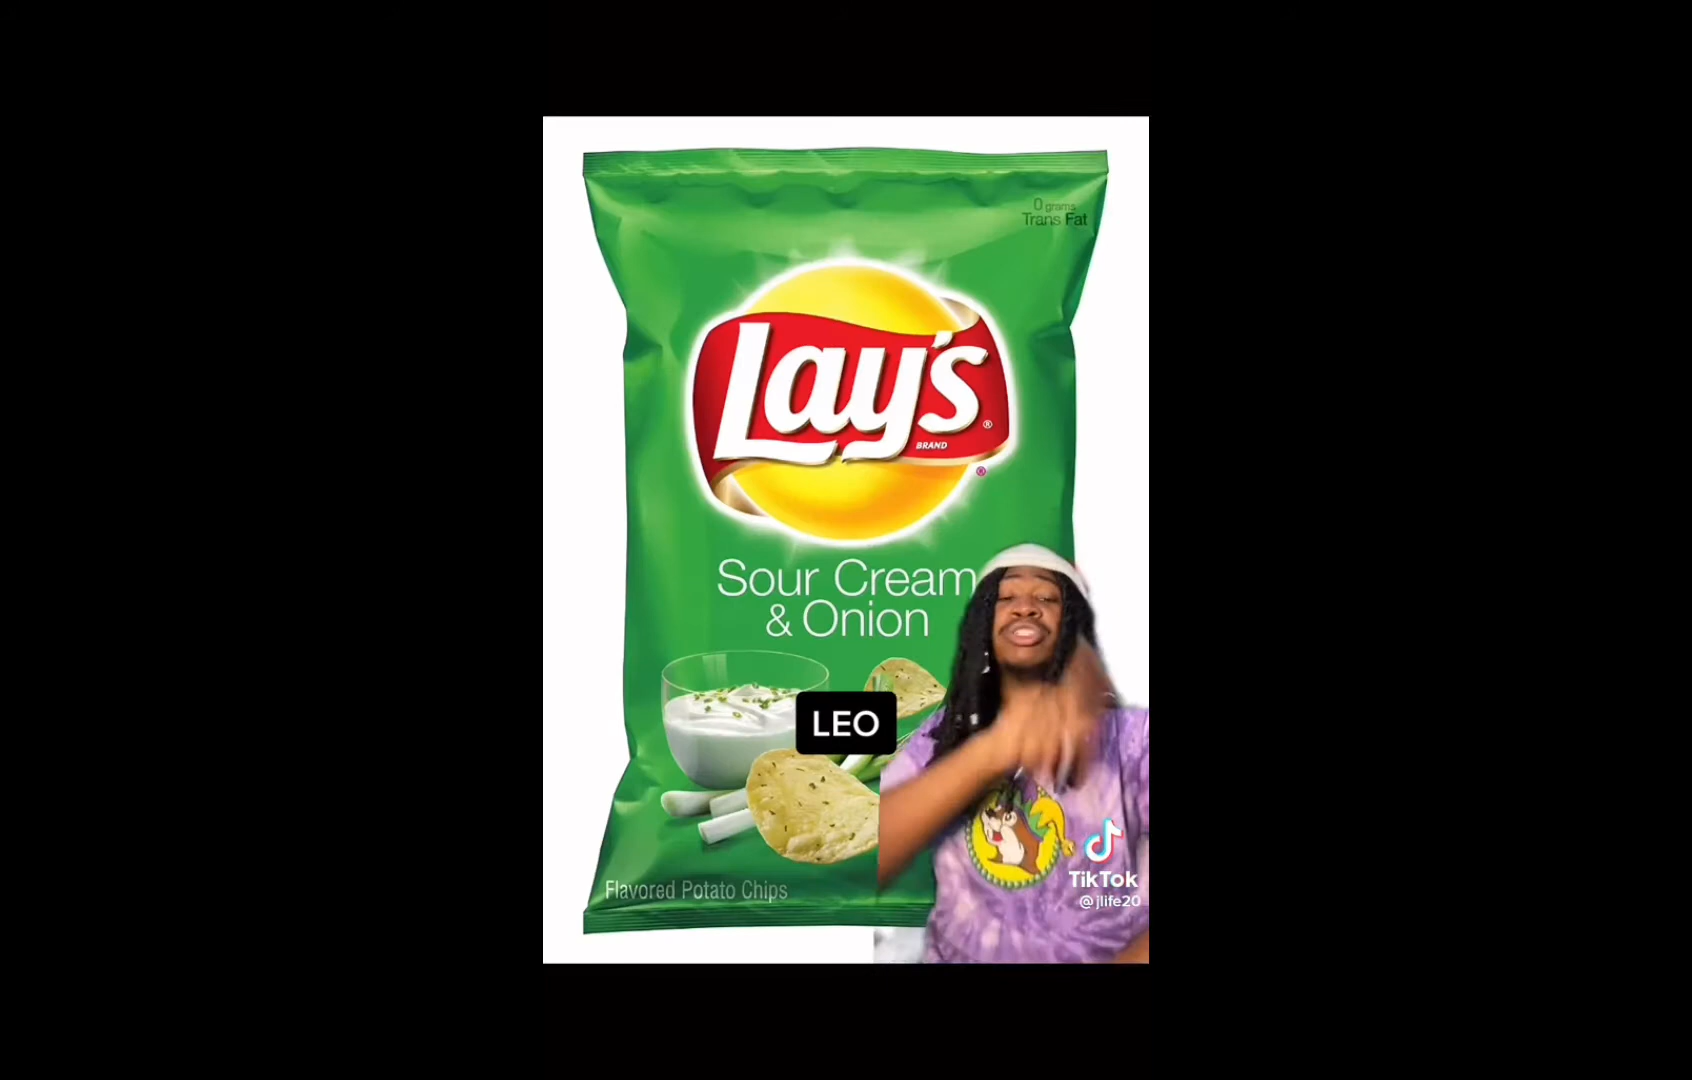 0 grams
Trans Fat
Lay's
BRAND
Sour Cream
& Onion
LEO
Flavored Potato Chips
TikTok
@jlife20